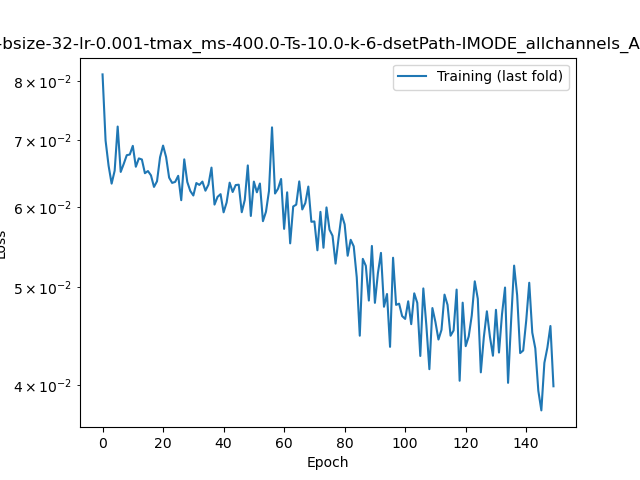 -bsize-32-lr-0.001-tmax_ms-400.0-Ts-10.0-k-6-dsetPath-IMODE_allchannels_A
Training (last fold)
8 × 10⁻²
7 × 10⁻²
6 × 10⁻²
5 × 10⁻²
4 × 10⁻²
Loss
0 20 40 60 80 100 120 140
Epoch